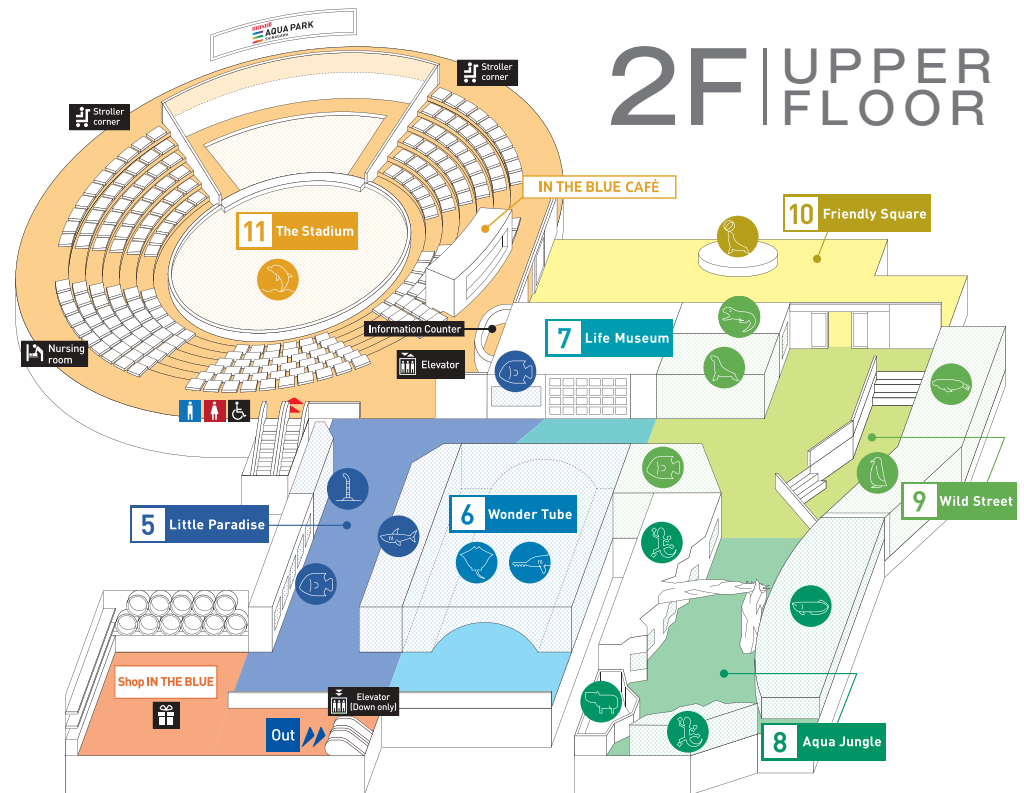 maxell
AQUA PARK
SHINAGAWA
2F
UPPER
FLOOR
Stroller
corner
Stroller
corner
IN THE BLUE CAFÉ
10 Friendly Square
11 The Stadium
Information Counter
7 Life Museum
Nursing
room
Elevator
5 Little Paradise
6 Wonder Tube
9 Wild Street
Shop IN THE BLUE
Elevator
(Down only)
Out
8 Aqua Jungle